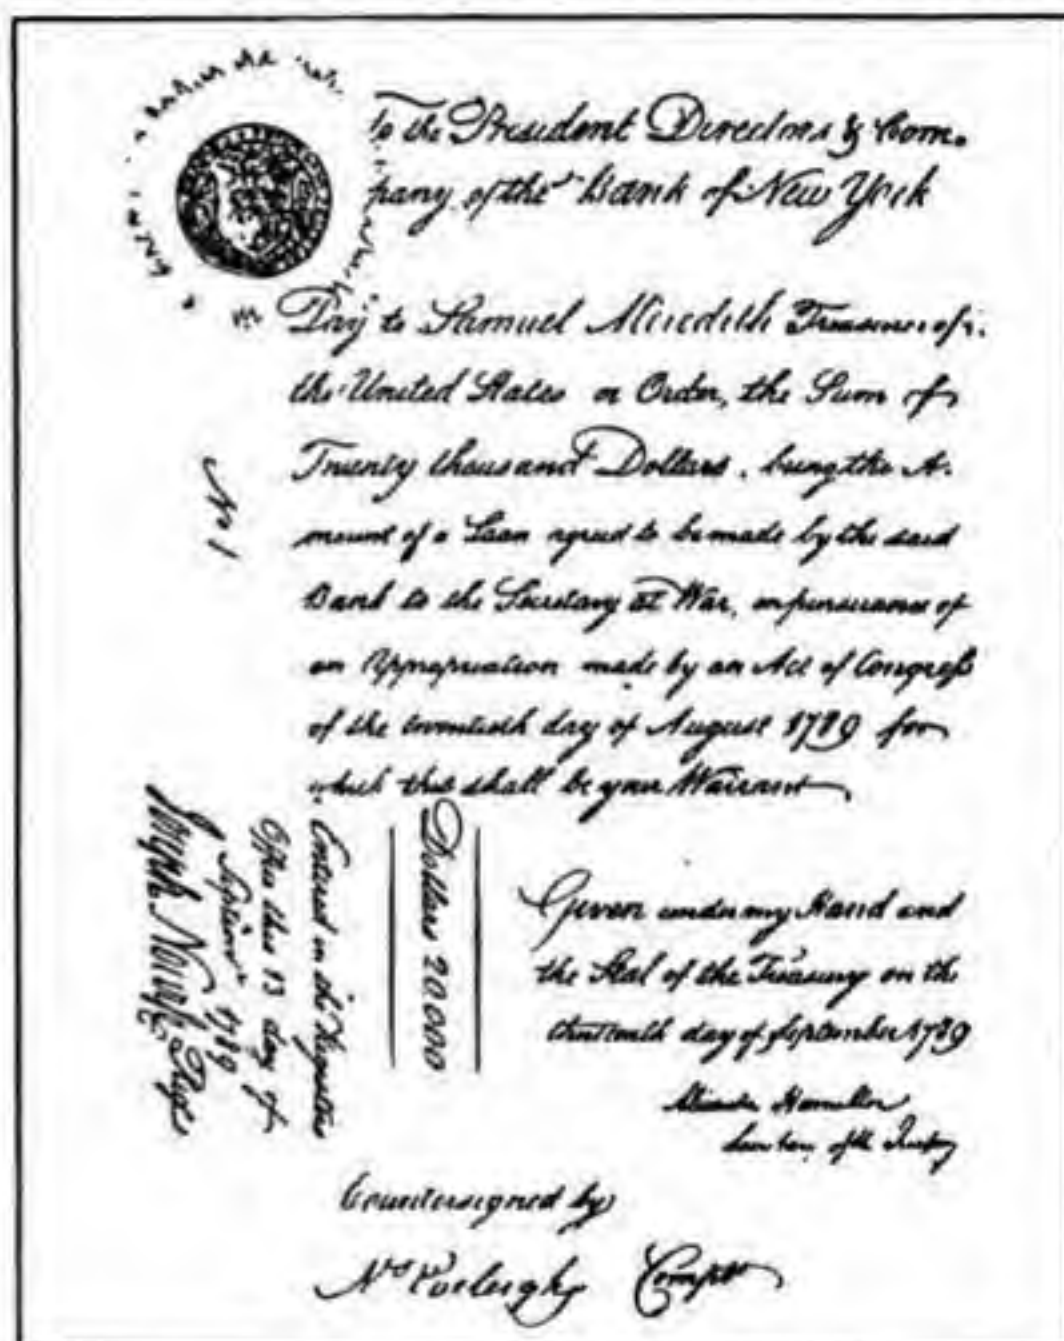 To the President Directors & Com.
pany of the Bank of New York
Pay to Samuel Meredith Treasurer of
the United States or Order, the Sum of
Twenty thousand Dollars, being the A.
mount of a Loan agreed to be made by the said
Bank to the Secretary at War, in pursuance of
an Appropriation made by an Act of Congress
of the twentieth day of August 1789 for
which this shall be your Warrant
No 1
Given under my Hand and
the Seal of the Treasury on the
thirteenth day of September 1789
Alexander Hamilton
Secretary of the Treasury
Dollars 20.000
Entered in the Registers
Office this 13 day of
1789
Joseph Nourse Regr
Countersigned by
Ns Eveleigh Compt